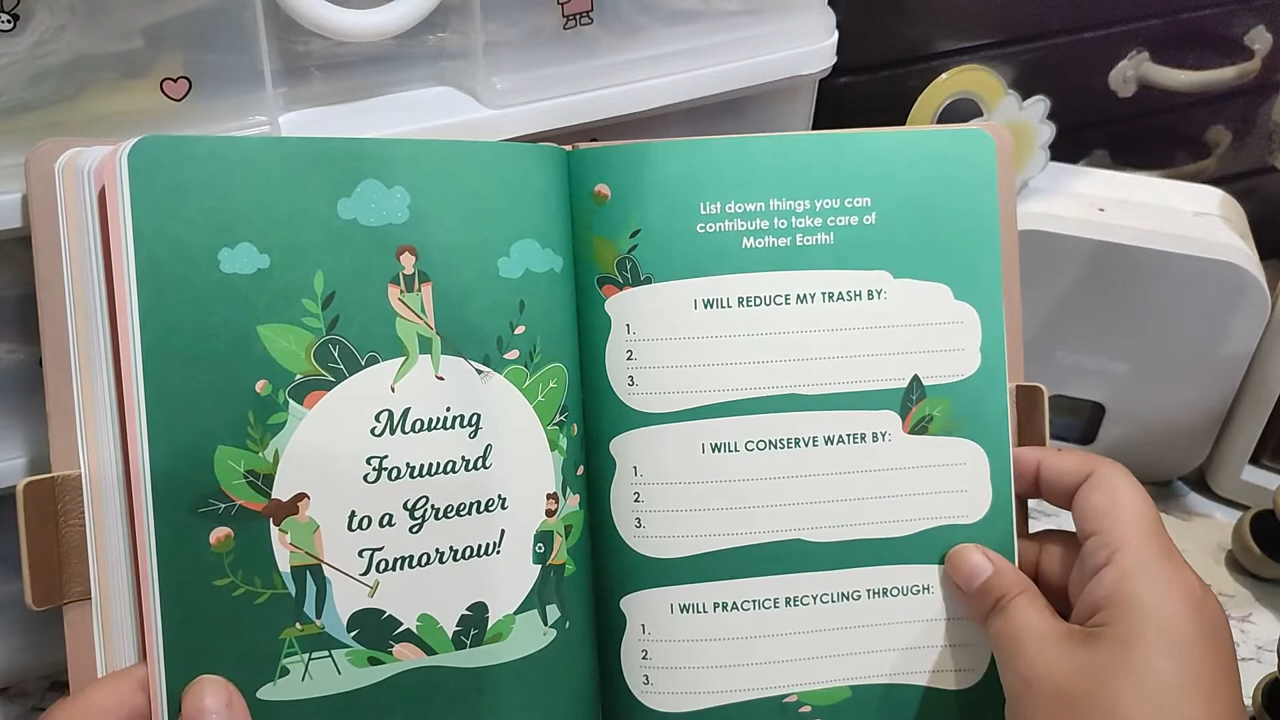 Moving
Forward
to a Greener
Tomorrow!
List down things you can
contribute to take care of
Mother Earth!
I WILL REDUCE MY TRASH BY:
1.
2.
3.
I WILL CONSERVE WATER BY:
1.
2.
3.
I WILL PRACTICE RECYCLING THROUGH:
1.
2.
3.